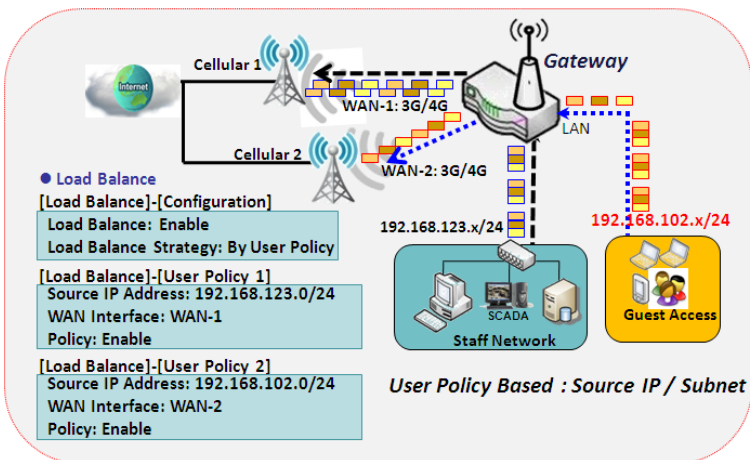 Gateway
Cellular 1
Internet
WAN-1: 3G/4G
LAN
Cellular 2
WAN-2: 3G/4G
● Load Balance
[Load Balance]-[Configuration]
Load Balance: Enable
Load Balance Strategy: By User Policy
192.168.123.x/24
192.168.102.x/24
[Load Balance]-[User Policy 1]
Source IP Address: 192.168.123.0/24
WAN Interface: WAN-1
Policy: Enable
SCADA
Staff Network
Guest Access
[Load Balance]-[User Policy 2]
Source IP Address: 192.168.102.0/24
WAN Interface: WAN-2
Policy: Enable
User Policy Based : Source IP / Subnet